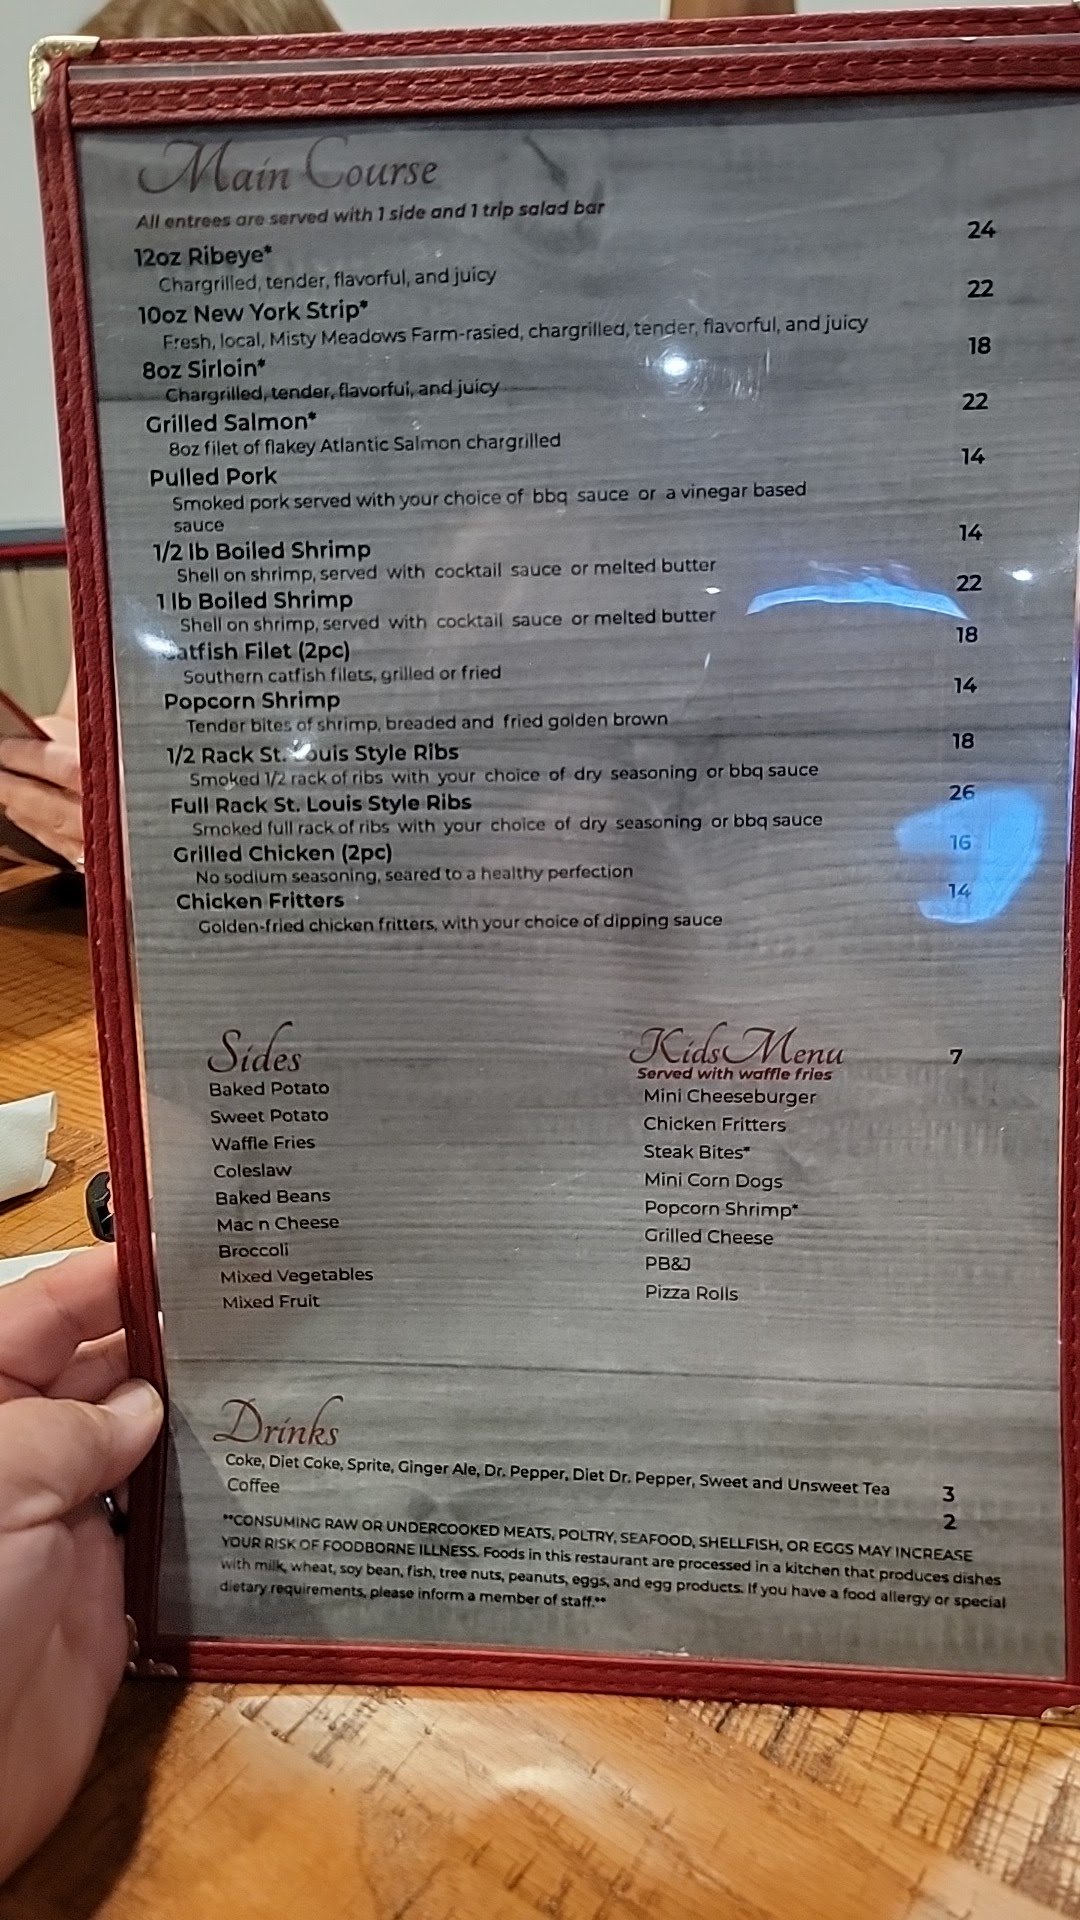 Main Course
All entrees are served with 1 side and 1 trip salad bar
12oz Ribeye* 24
Chargrilled, tender, flavorful, and juicy
10oz New York Strip* 22
Fresh, local, Misty Meadows Farm-rasied, chargrilled, tender, flavorful, and juicy
8oz Sirloin* 18
Chargrilled, tender, flavorful, and juicy
Grilled Salmon* 22
8oz filet of flakey Atlantic Salmon chargrilled
Pulled Pork 14
Smoked pork served with your choice of bbq sauce or a vinegar based
sauce
1/2 lb Boiled Shrimp 14
Shell on shrimp, served with cocktail sauce or melted butter
1 lb Boiled Shrimp 22
Shell on shrimp, served with cocktail sauce or melted butter
Catfish Filet (2pc) 18
Southern catfish filets, grilled or fried
Popcorn Shrimp 14
Tender bites of shrimp, breaded and fried golden brown
1/2 Rack St. Louis Style Ribs 18
Smoked 1/2 rack of ribs with your choice of dry seasoning or bbq sauce
Full Rack St. Louis Style Ribs 26
Smoked full rack of ribs with your choice of dry seasoning or bbq sauce
Grilled Chicken (2pc) 16
No sodium seasoning, seared to a healthy perfection
Chicken Fritters 14
Golden-fried chicken fritters, with your choice of dipping sauce
Sides
Baked Potato
Sweet Potato
Waffle Fries
Coleslaw
Baked Beans
Mac n Cheese
Broccoli
Mixed Vegetables
Mixed Fruit
Kids Menu 7
Served with waffle fries
Mini Cheeseburger
Chicken Fritters
Steak Bites*
Mini Corn Dogs
Popcorn Shrimp*
Grilled Cheese
PB&J
Pizza Rolls
Drinks
Coke, Diet Coke, Sprite, Ginger Ale, Dr. Pepper, Diet Dr. Pepper, Sweet and Unsweet Tea 3
Coffee 2
**CONSUMING RAW OR UNDERCOOKED MEATS, POLTRY, SEAFOOD, SHELLFISH, OR EGGS MAY INCREASE
YOUR RISK OF FOODBORNE ILLNESS. Foods in this restaurant are processed in a kitchen that produces dishes
with milk, wheat, soy bean, fish, tree nuts, peanuts, eggs, and egg products. If you have a food allergy or special
dietary requirements, please inform a member of staff.**